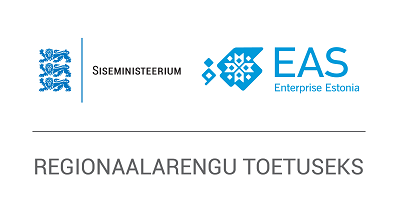 SISEMINISTEERIUM
EAS
Enterprise Estonia
REGIONAALARENGU TOETUSEKS